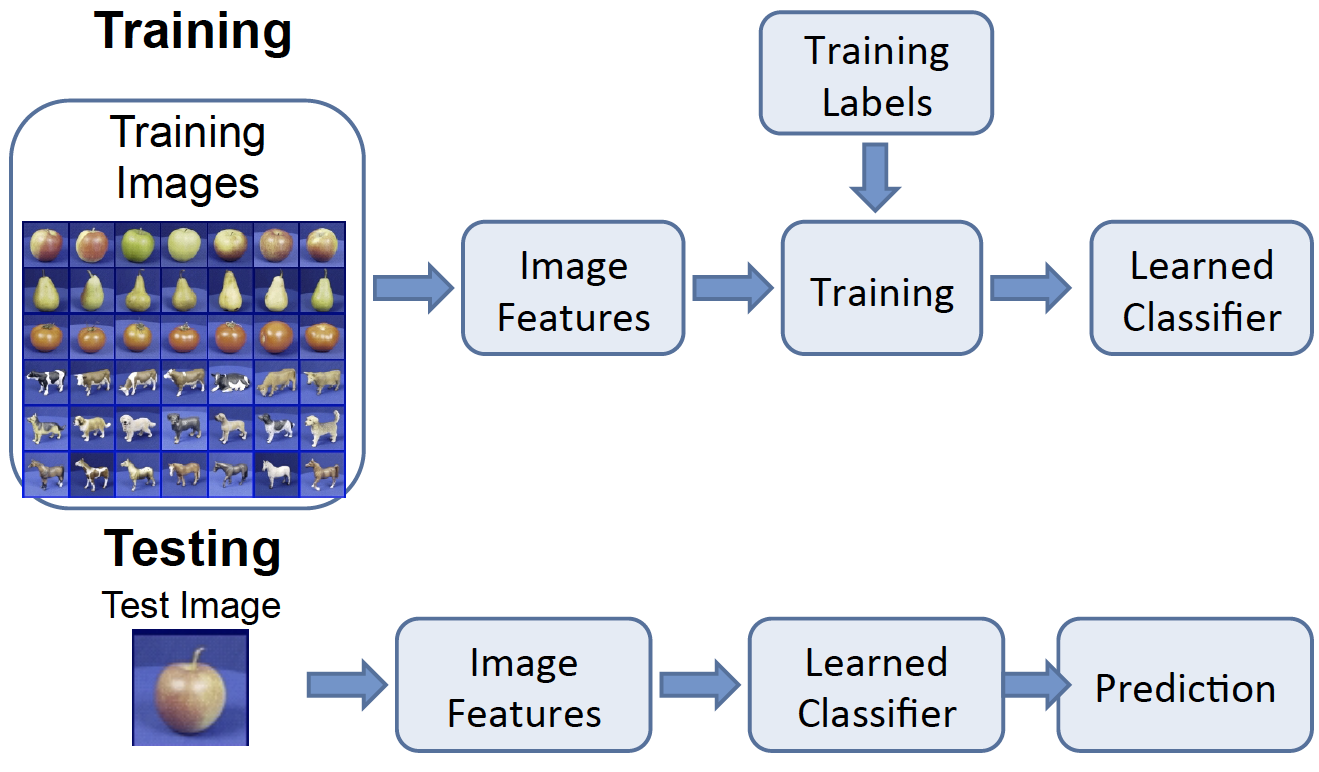 Training
Training
Images
Training
Labels
Image
Features
Training
Learned
Classifier
Testing
Test Image
Image
Features
Learned
Classifier
Prediction